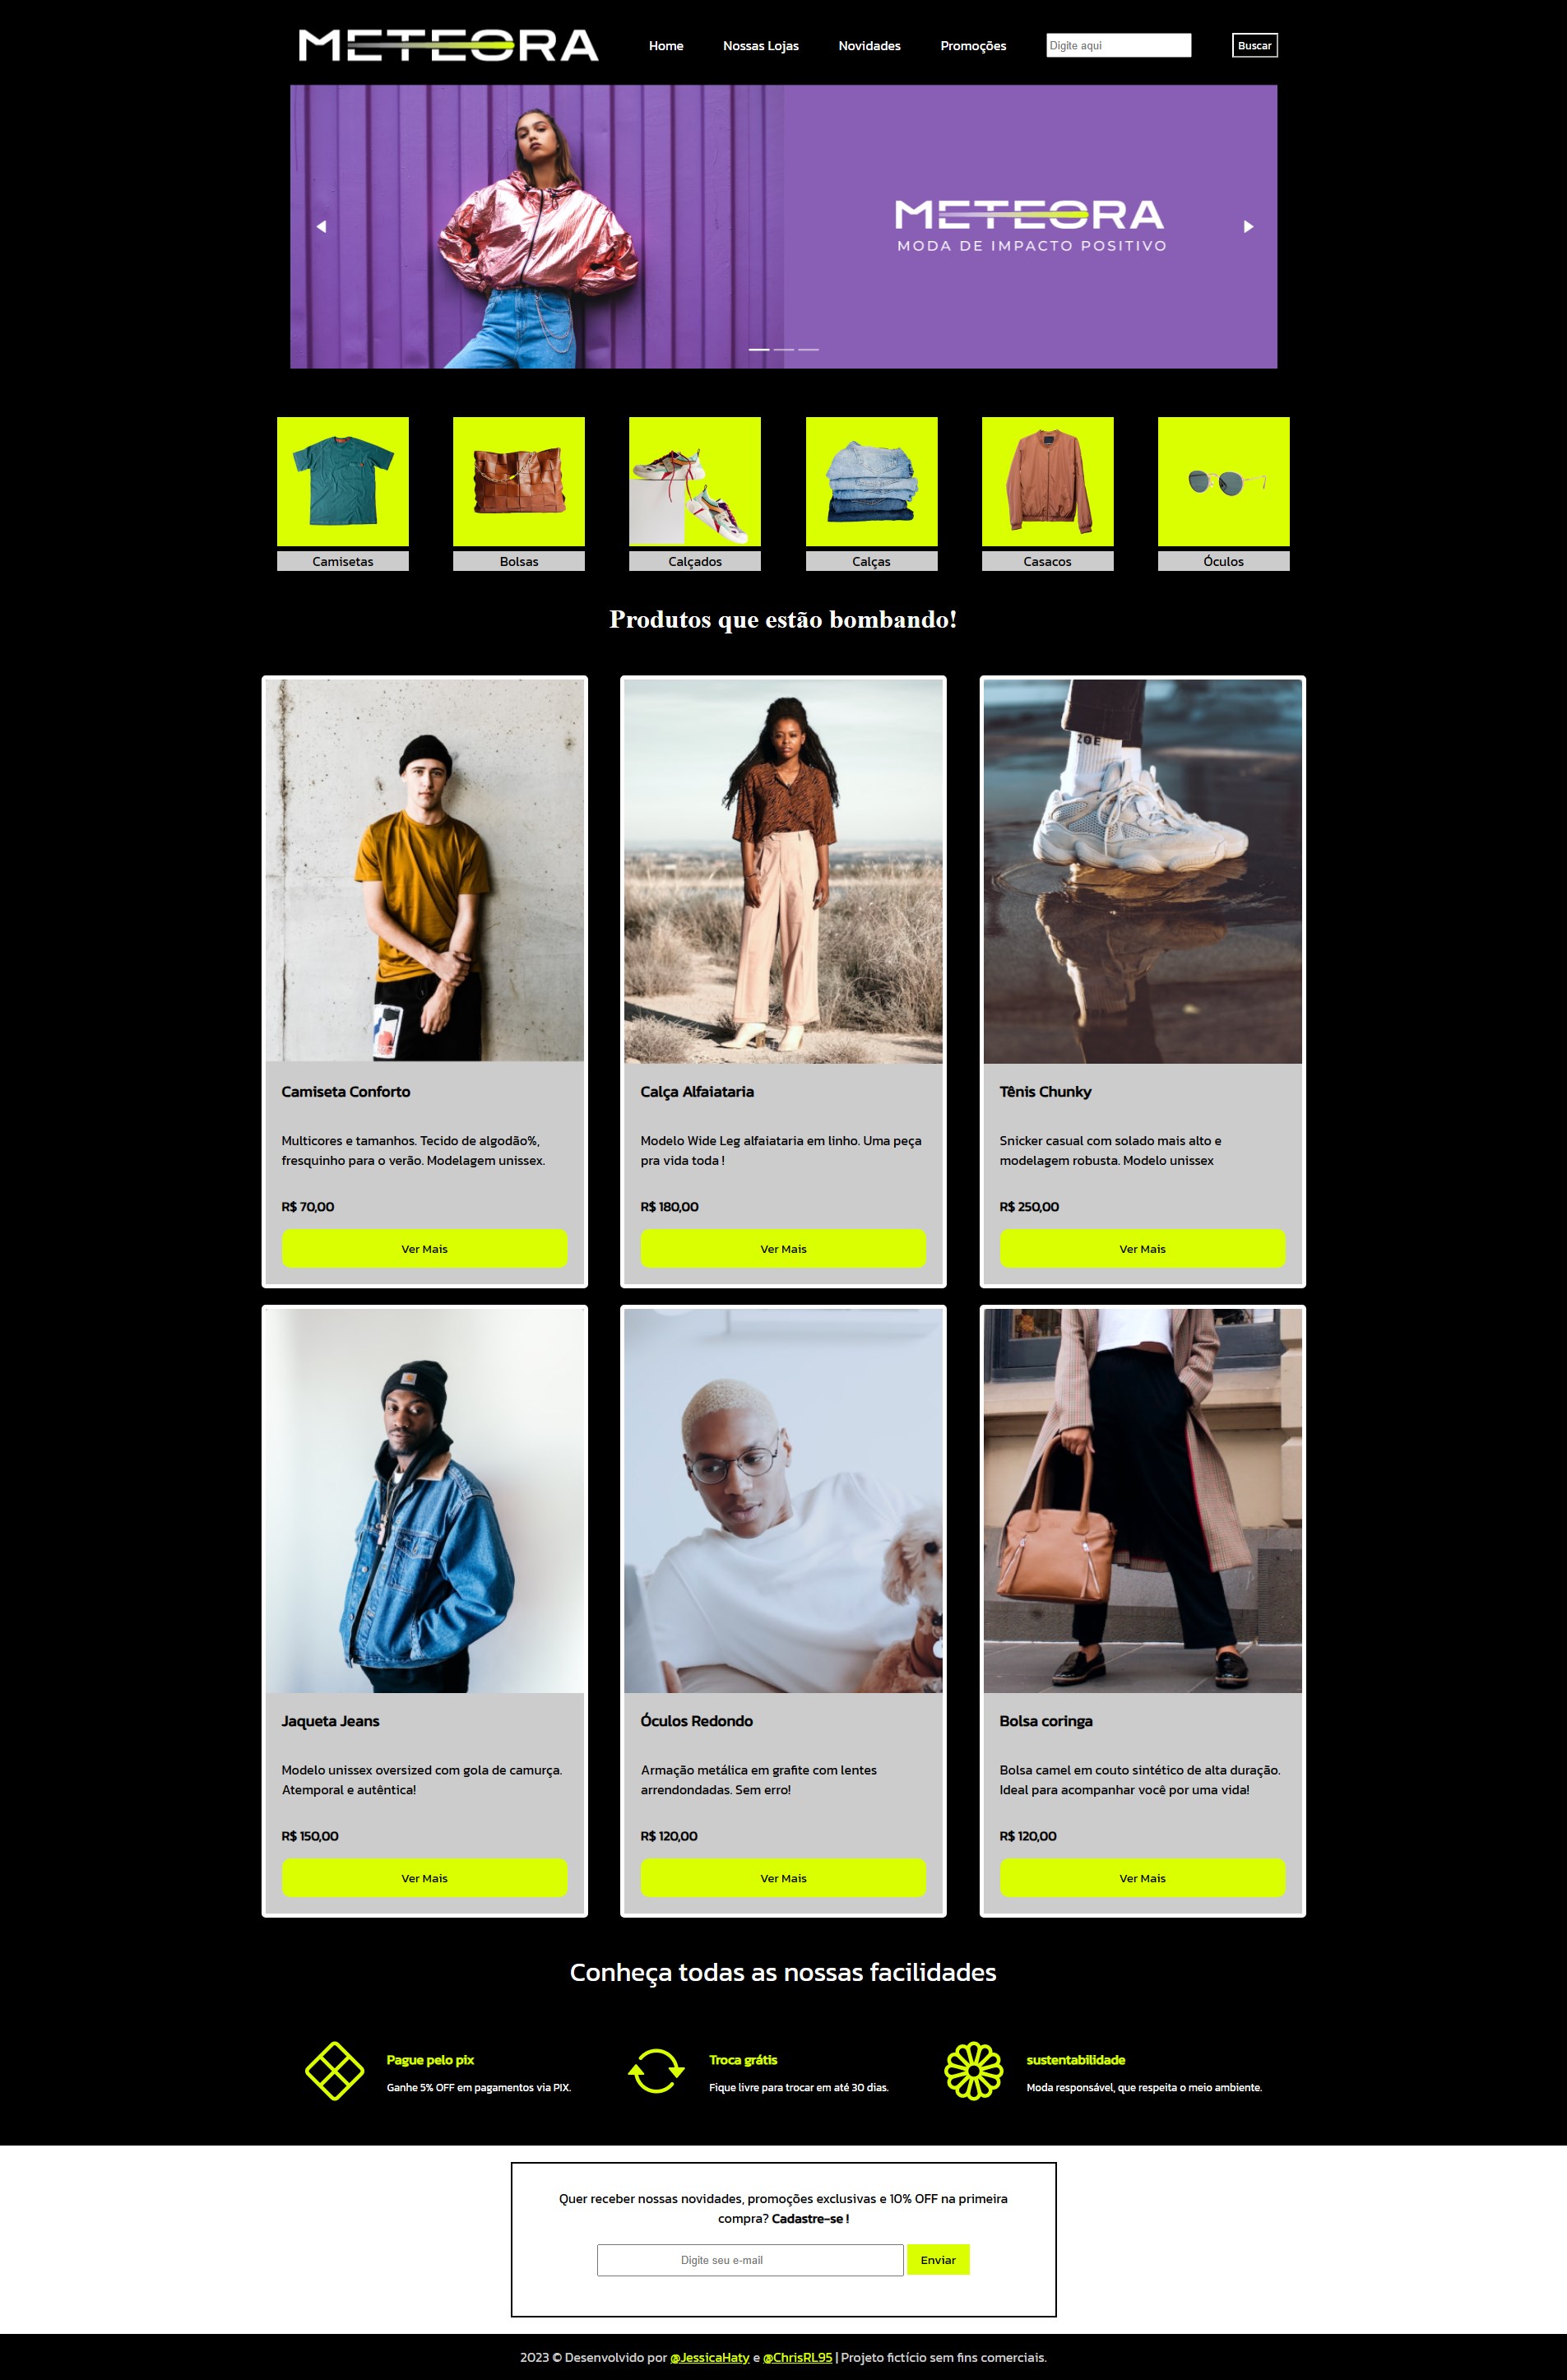 METEORA
Home
Nossas Lojas
Novidades
Promoções
Digite aqui
Buscar
METEORA
MODA DE IMPACTO POSITIVO
Camisetas
Bolsas
Calçados
Calças
Casacos
Óculos
Produtos que estão bombando!
ZOE
Camiseta Conforto
Multicores e tamanhos. Tecido de algodão%,
fresquinho para o verão. Modelagem unissex.
R$ 70,00
Ver Mais
Calça Alfaiataria
Modelo Wide Leg alfaiataria em linho. Uma peça
pra vida toda !
R$ 180,00
Ver Mais
Tênis Chunky
Snicker casual com solado mais alto e
modelagem robusta. Modelo unissex
R$ 250,00
Ver Mais
Jaqueta Jeans
Modelo unissex oversized com gola de camurça.
Atemporal e autêntica!
R$ 150,00
Ver Mais
Óculos Redondo
Armação metálica em grafite com lentes
arrendondadas. Sem erro!
R$ 120,00
Ver Mais
Bolsa coringa
Bolsa camel em couto sintético de alta duração.
Ideal para acompanhar você por uma vida!
R$ 120,00
Ver Mais
Conheça todas as nossas facilidades
Pague pelo pix
Ganhe 5% OFF em pagamentos via PIX.
Troca grátis
Fique livre para trocar em até 30 dias.
sustentabilidade
Moda responsável, que respeita o meio ambiente.
Quer receber nossas novidades, promoções exclusivas e 10% OFF na primeira
compra? Cadastre-se !
Digite seu e-mail
Enviar
2023 © Desenvolvido por @JessicaHaty e @ChrisRL95 | Projeto fictício sem fins comerciais.